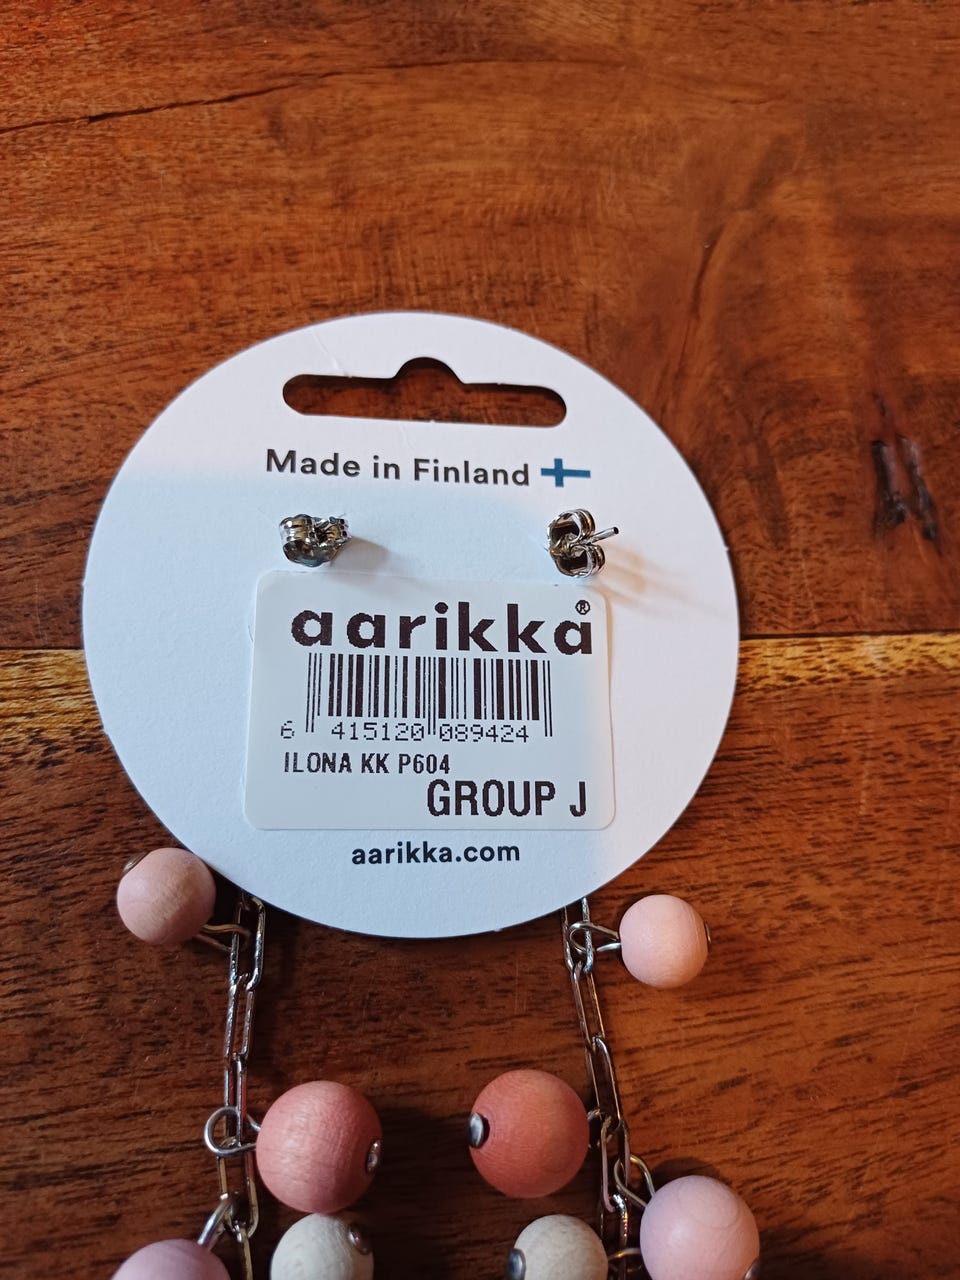 Made in Finland
aarikka®
6 415120 089424
ILONA KK P604
GROUP J
aarikka.com